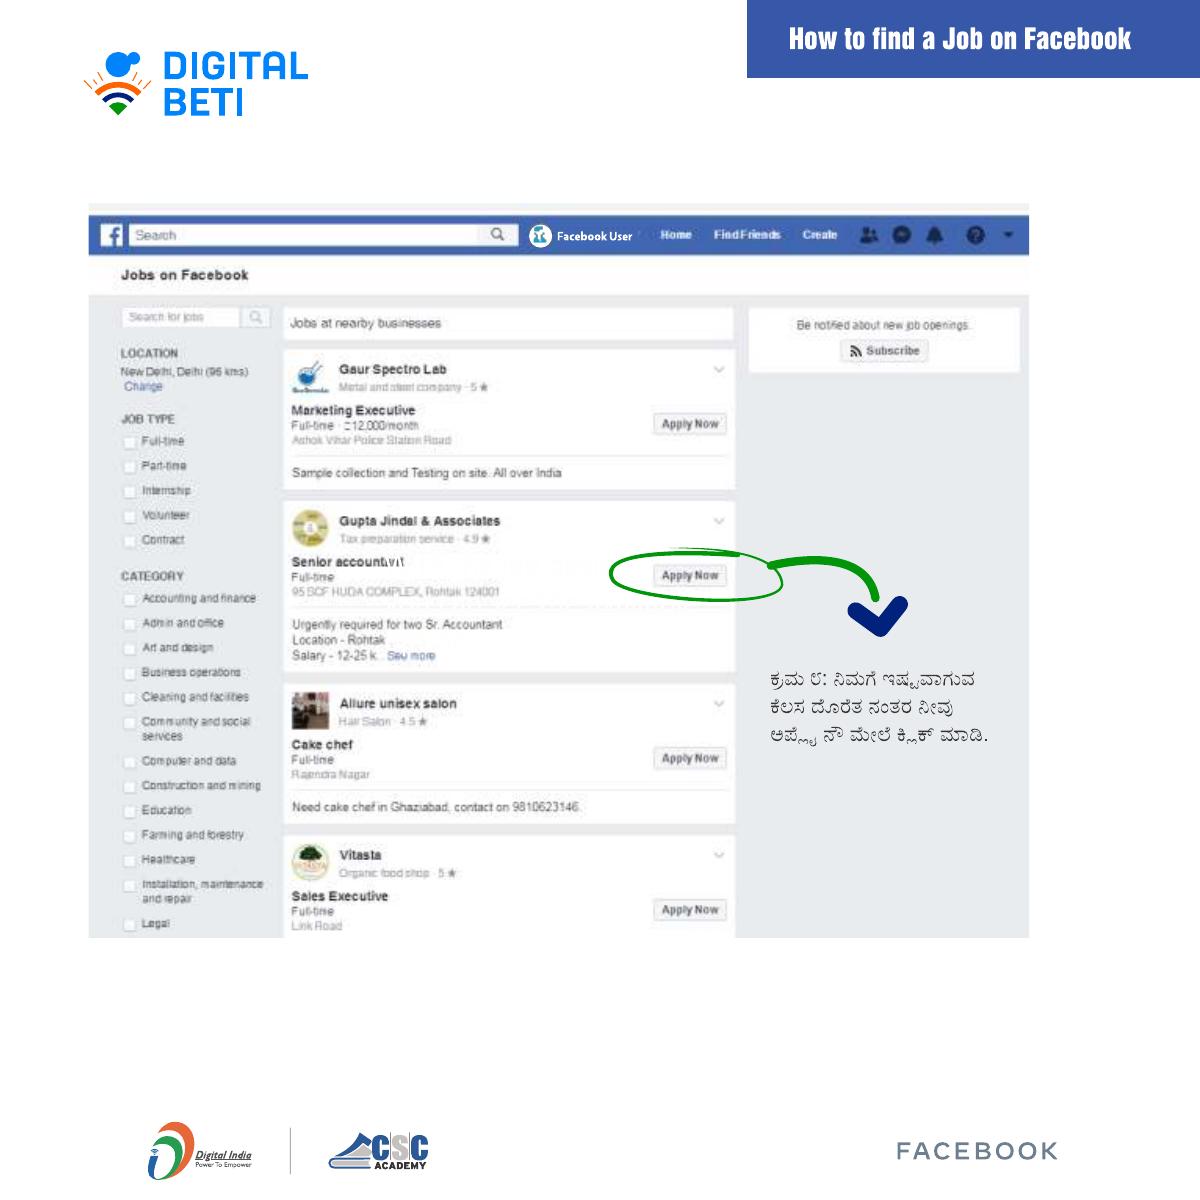 How to find a Job on Facebook
DIGITAL
BETI
Search
Facebook User
Home
Find Friends
Create
Jobs on Facebook
Search for jobs
LOCATION
New Delhi, Delhi (96 kms)
Change
JOB TYPE
Full-time
Part-time
Internship
Volunteer
Contract
CATEGORY
Accounting and finance
Admin and office
Art and design
Business operations
Cleaning and facilities
Community and social
services
Computer and data
Construction and mining
Education
Farming and forestry
Healthcare
Installation, maintenance
and repair
Legal
Jobs at nearby businesses
Gaur Spectro Lab
Metal and steel company · 5 ★
Marketing Executive
Full-time · 12,000/month
Ashok Vihar Police Station Road
Apply Now
Sample collection and Testing on site. All over India
Gupta Jindal & Associates
Tax preparation service · 4.9 ★
Senior
Full-time
95 SCF HUDA COMPLEX, Rohtak 124001
Apply Now
Urgently required for two Sr. Accountant
Location - Rohtak
Salary - 12-25 k.. See more
Allure unisex salon
Hair Salon · 4.5 ★
Cake chef
Full-time
Rajendra Nagar
Apply Now
Need cake chef in Ghaziabad, contact on 9810623146.
Vitasta
Organic food shop · 5 ★
Sales Executive
Full-time
Link Road
Apply Now
Be notified about new job openings.
Subscribe
ಕ್ರಮ ೮: ನಿಮಗೆ ಇಷ್ಟವಾಗುವ
ಕೆಲಸ ದೊರೆತ ನಂತರ ನೀವು
ಅಪ್ಲೈ ನೌ ಮೇಲೆ ಕ್ಲಿಕ್ ಮಾಡಿ.
Digital India
Power To Empower
CSC
ACADEMY
FACEBOOK